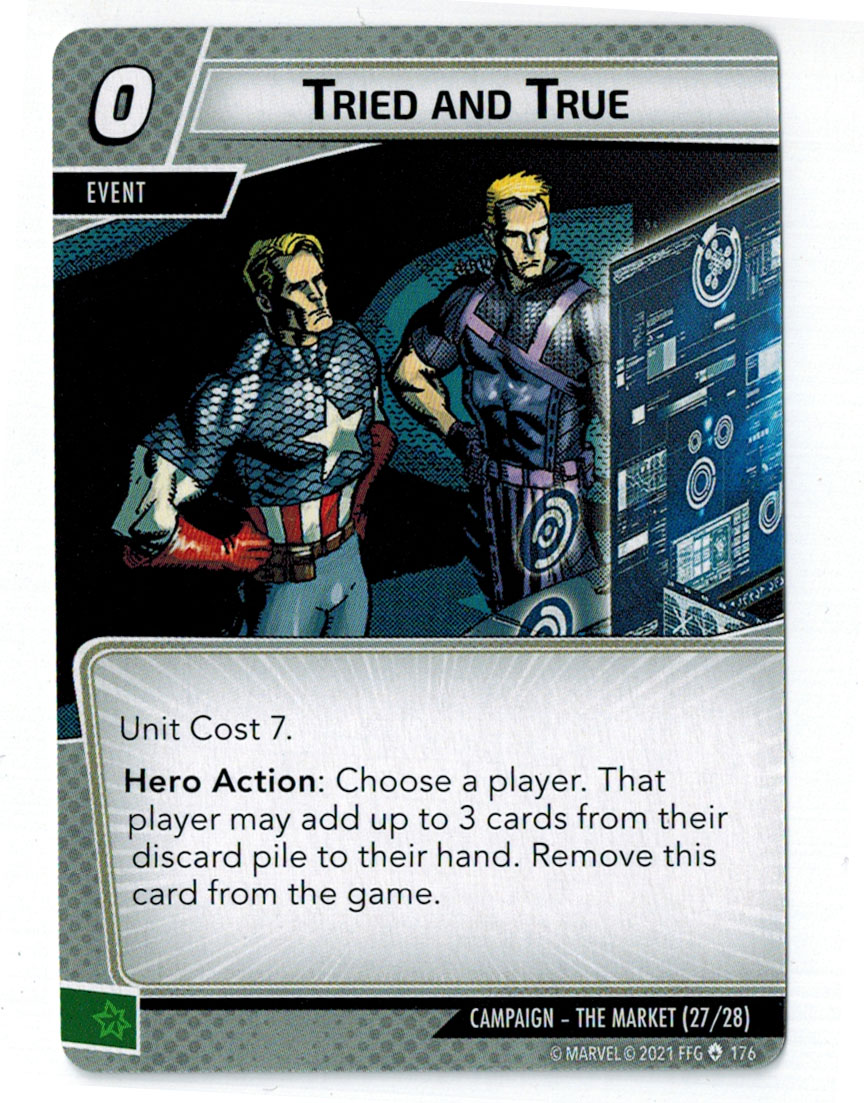 0
TRIED AND TRUE
EVENT
Unit Cost 7.
Hero Action: Choose a player. That
player may add up to 3 cards from their
discard pile to their hand. Remove this
card from the game.
CAMPAIGN – THE MARKET (27/28)
© MARVEL © 2021 FFG 176